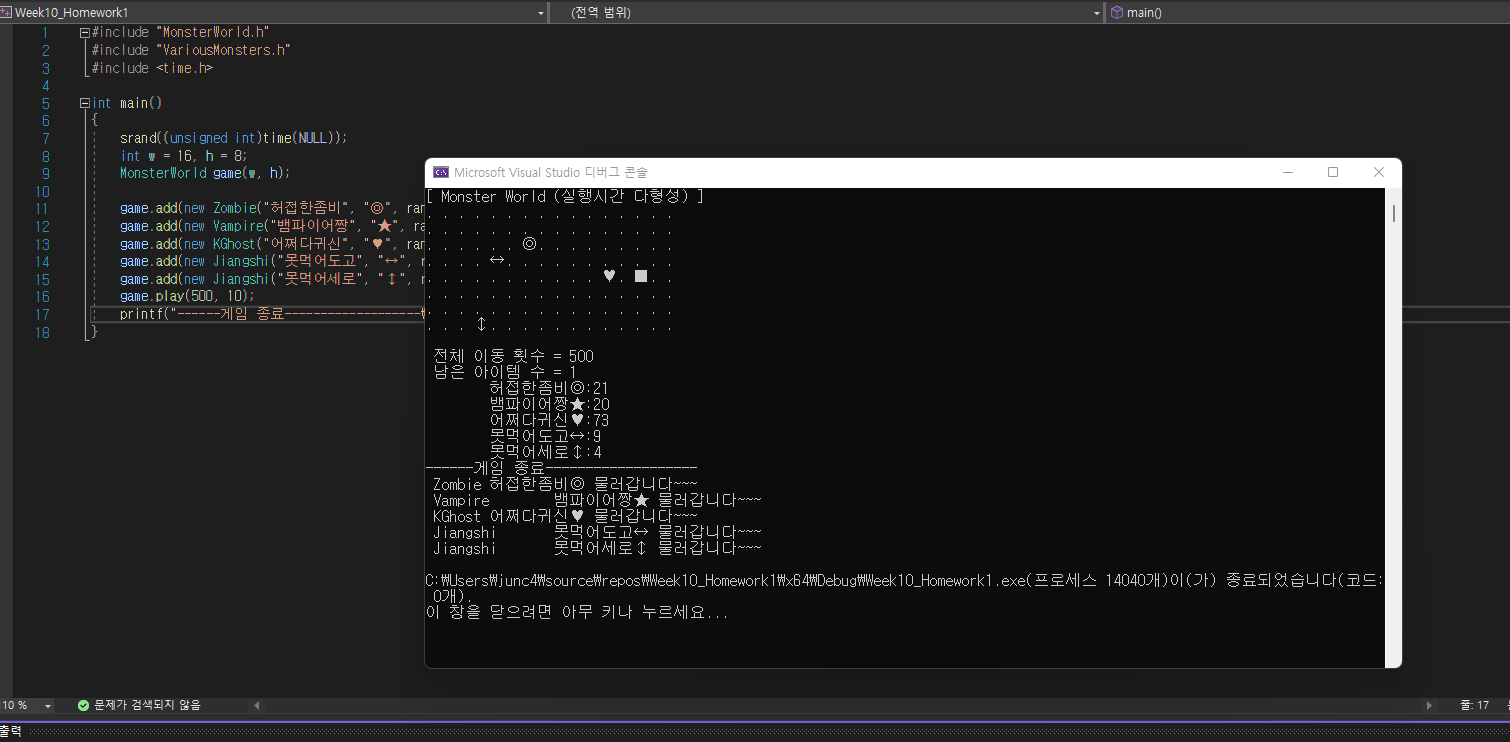 Week10_Homework1 (전역 범위) main()
1 #include "MonsterWorld.h"
2 #include "VariousMonsters.h"
3 #include <time.h>
4
5 int main()
6 {
7 srand((unsigned int)time(NULL));
8 int w = 16, h = 8;
9 MonsterWorld game(w, h);
10
11 game.add(new Zombie("허접한좀비", "◎", ran
12 game.add(new Vampire("뱀파이어짱", "★", ra
13 game.add(new KGhost("어쩌다귀신", "♥", ran
14 game.add(new Jiangshi("못먹어도고", "↔", r
15 game.add(new Jiangshi("못먹어세로", "↕", r
16 game.play(500, 10);
17 printf("------게임 종료-------------------\
18 }
Microsoft Visual Studio 디버그 콘솔
[ Monster World (실행시간 다형성) ]
. . . . . . . . . . . . . . . .
. . . . . . . . . . . . . . . .
. . . . . . ◎. . . . . . . . .
. . . . ↔. . . . . . . . . . .
. . . . . . . . . . . ♥. ■. .
. . . . . . . . . . . . . . . .
. . . . . . . . . . . . . . . .
. . . ↕. . . . . . . . . . . .
전체 이동 횟수 = 500
남은 아이템 수 = 1
허접한좀비◎:21
뱀파이어짱★:20
어쩌다귀신♥:73
못먹어도고↔:9
못먹어세로↕:4
------게임 종료-------------------
Zombie 허접한좀비◎ 물러갑니다~~~
Vampire 뱀파이어짱★ 물러갑니다~~~
KGhost 어쩌다귀신♥ 물러갑니다~~~
Jiangshi 못먹어도고↔ 물러갑니다~~~
Jiangshi 못먹어세로↕ 물러갑니다~~~
C:\Users\junc4\source\repos\Week10_Homework1\x64\Debug\Week10_Homework1.exe(프로세스 14040개)이(가) 종료되었습니다(코드:
0개).
이 창을 닫으려면 아무 키나 누르세요...
10 % 문제가 검색되지 않음 줄: 17
출력